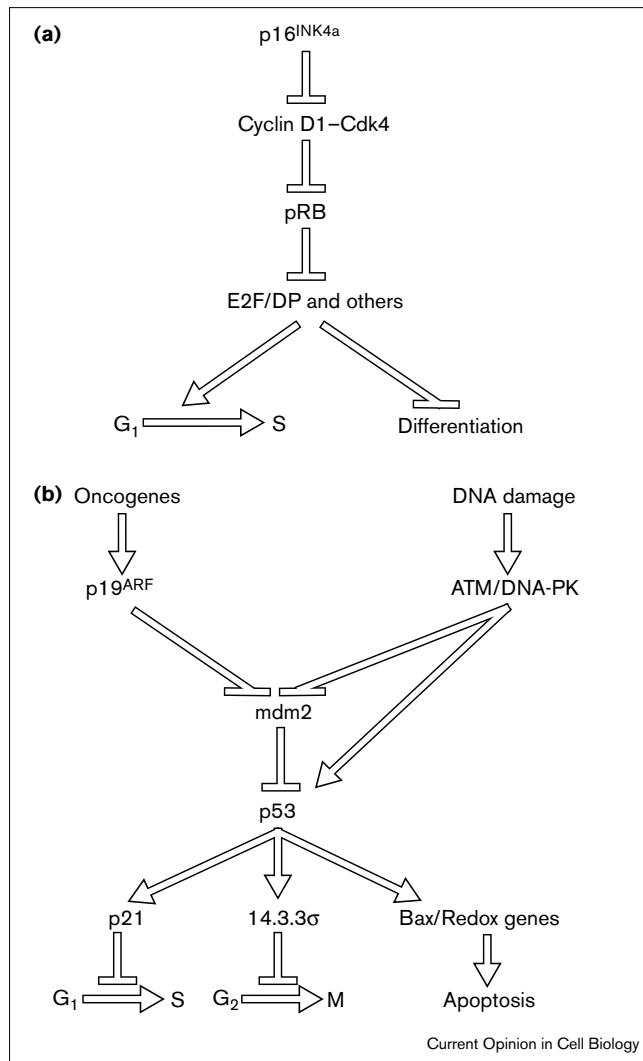 (a)
p16INK4a
Cyclin D1–Cdk4
pRB
E2F/DP and others
G1 S Differentiation
(b) Oncogenes DNA damage
p19ARF ATM/DNA-PK
mdm2
p53
p21 14.3.3σ Bax/Redox genes
G1 S G2 M Apoptosis
Current Opinion in Cell Biology